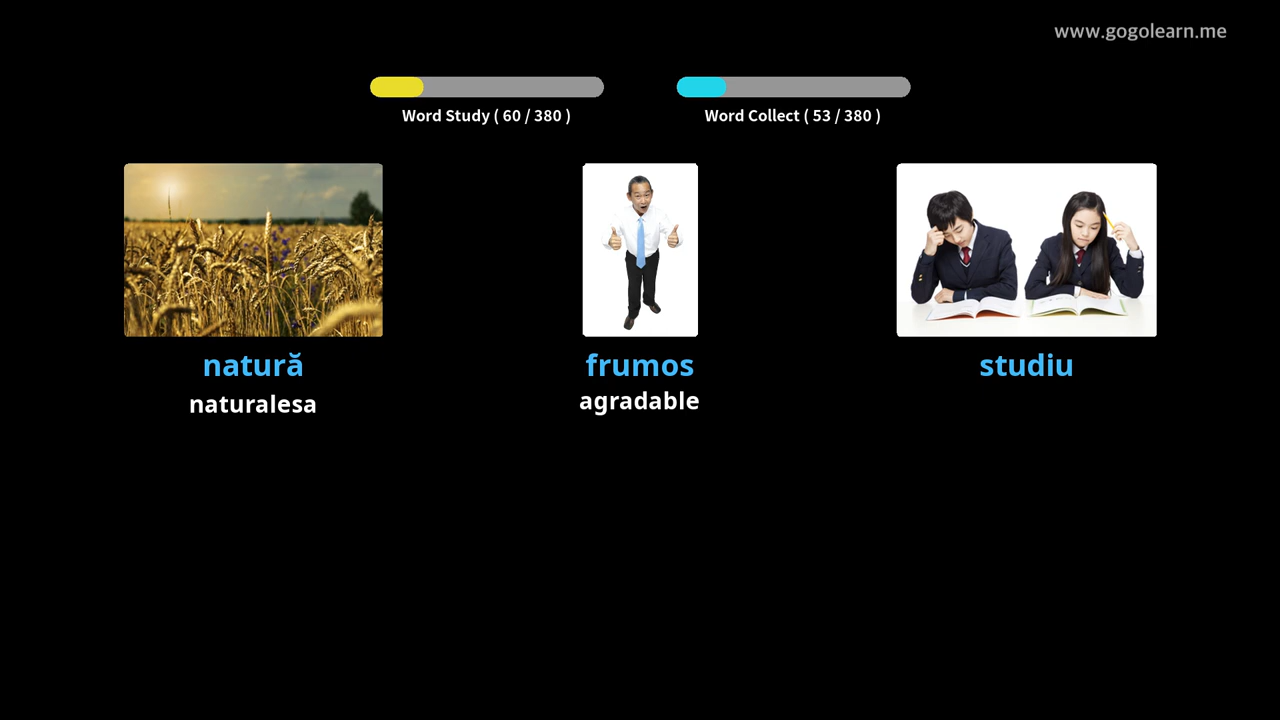 www.gogolearn.me
Word Study ( 60 / 380 )
Word Collect ( 53 / 380 )
natură
frumos
studiu
naturalesa
agradable